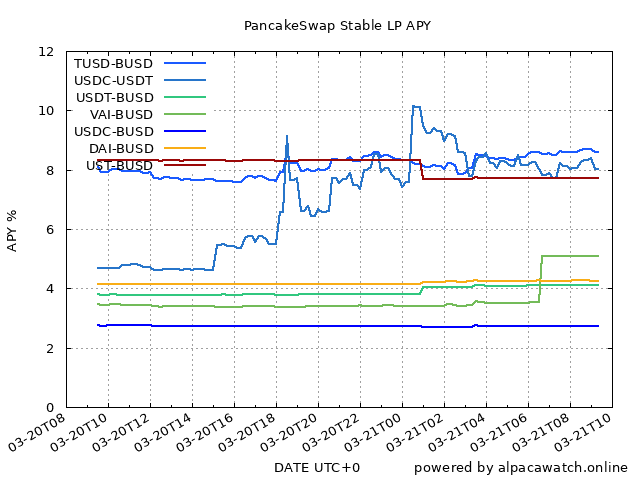 PancakeSwap Stable LP APY
12
10
8
6
4
2
0
APY %
TUSD-BUSD
USDC-USDT
USDT-BUSD
VAI-BUSD
USDC-BUSD
DAI-BUSD
UST-BUSD
03-20T08
03-20T10
03-20T12
03-20T14
03-20T16
03-20T18
03-20T20
03-20T22
03-21T00
03-21T02
03-21T04
03-21T06
03-21T08
03-21T10
DATE UTC+0
powered by alpacawatch.online